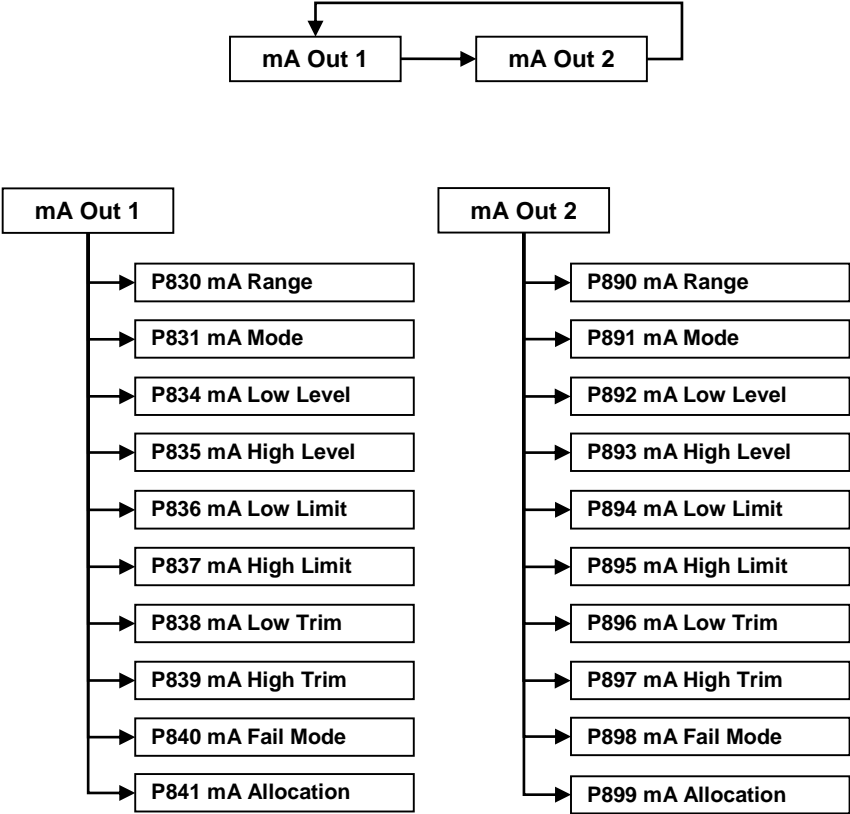 mA Out 1
mA Out 2
mA Out 1
P830 mA Range
P831 mA Mode
P834 mA Low Level
P835 mA High Level
P836 mA Low Limit
P837 mA High Limit
P838 mA Low Trim
P839 mA High Trim
P840 mA Fail Mode
P841 mA Allocation
mA Out 2
P890 mA Range
P891 mA Mode
P892 mA Low Level
P893 mA High Level
P894 mA Low Limit
P895 mA High Limit
P896 mA Low Trim
P897 mA High Trim
P898 mA Fail Mode
P899 mA Allocation